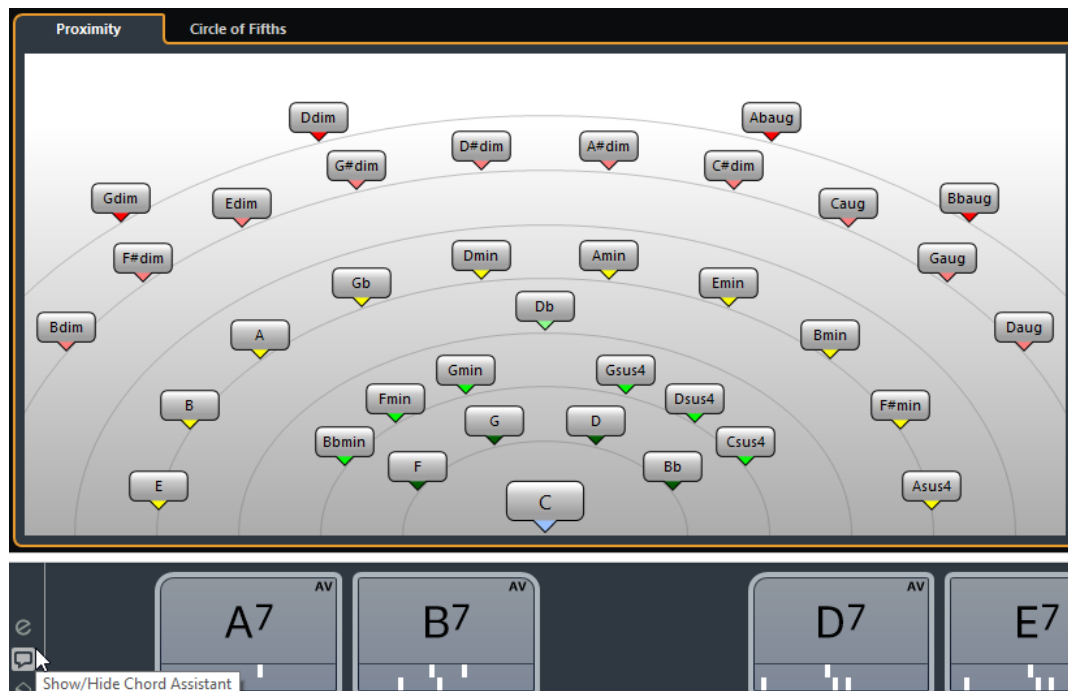 Proximity
Circle of Fifths
Ddim
Abaug
D#dim
A#dim
G#dim
C#dim
Gdim
Edim
Caug
Bbaug
F#dim
Dmin
Amin
Gaug
Gb
Emin
Db
Bdim
A
Bmin
Daug
Gmin
Gsus4
Fmin
Dsus4
B
F#min
G
D
Bbmin
Csus4
F
Bb
E
C
Asus4
AV
AV
AV
A7
B7
D7
E7
e
Show/Hide Chord Assistant